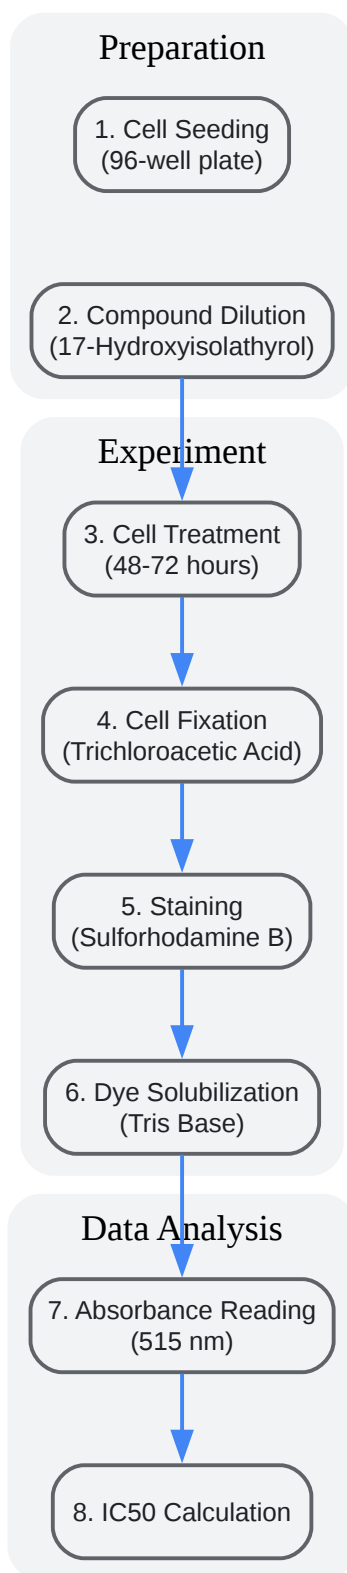 Preparation
1. Cell Seeding
(96-well plate)
2. Compound Dilution
(17-Hydroxyisolathyrol)
Experiment
3. Cell Treatment
(48-72 hours)
4. Cell Fixation
(Trichloroacetic Acid)
5. Staining
(Sulforhodamine B)
6. Dye Solubilization
(Tris Base)
Data Analysis
7. Absorbance Reading
(515 nm)
8. IC50 Calculation